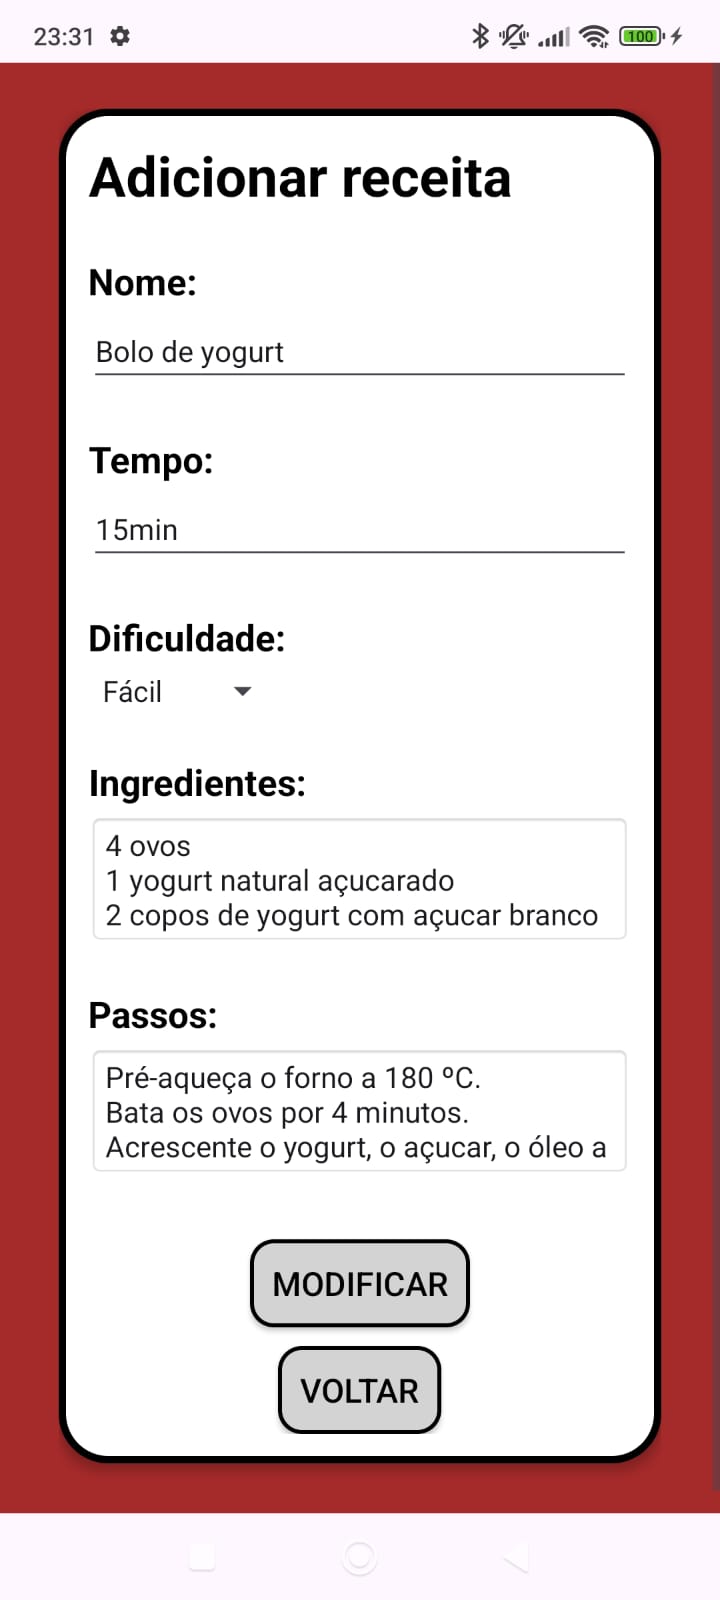 23:31
100
Adicionar receita
Nome:
Bolo de yogurt
Tempo:
15min
Dificuldade:
Fácil
Ingredientes:
4 ovos
1 yogurt natural açucarado
2 copos de yogurt com açucar branco
Passos:
Pré-aqueça o forno a 180 ºC.
Bata os ovos por 4 minutos.
Acrescente o yogurt, o açucar, o óleo a
MODIFICAR
VOLTAR